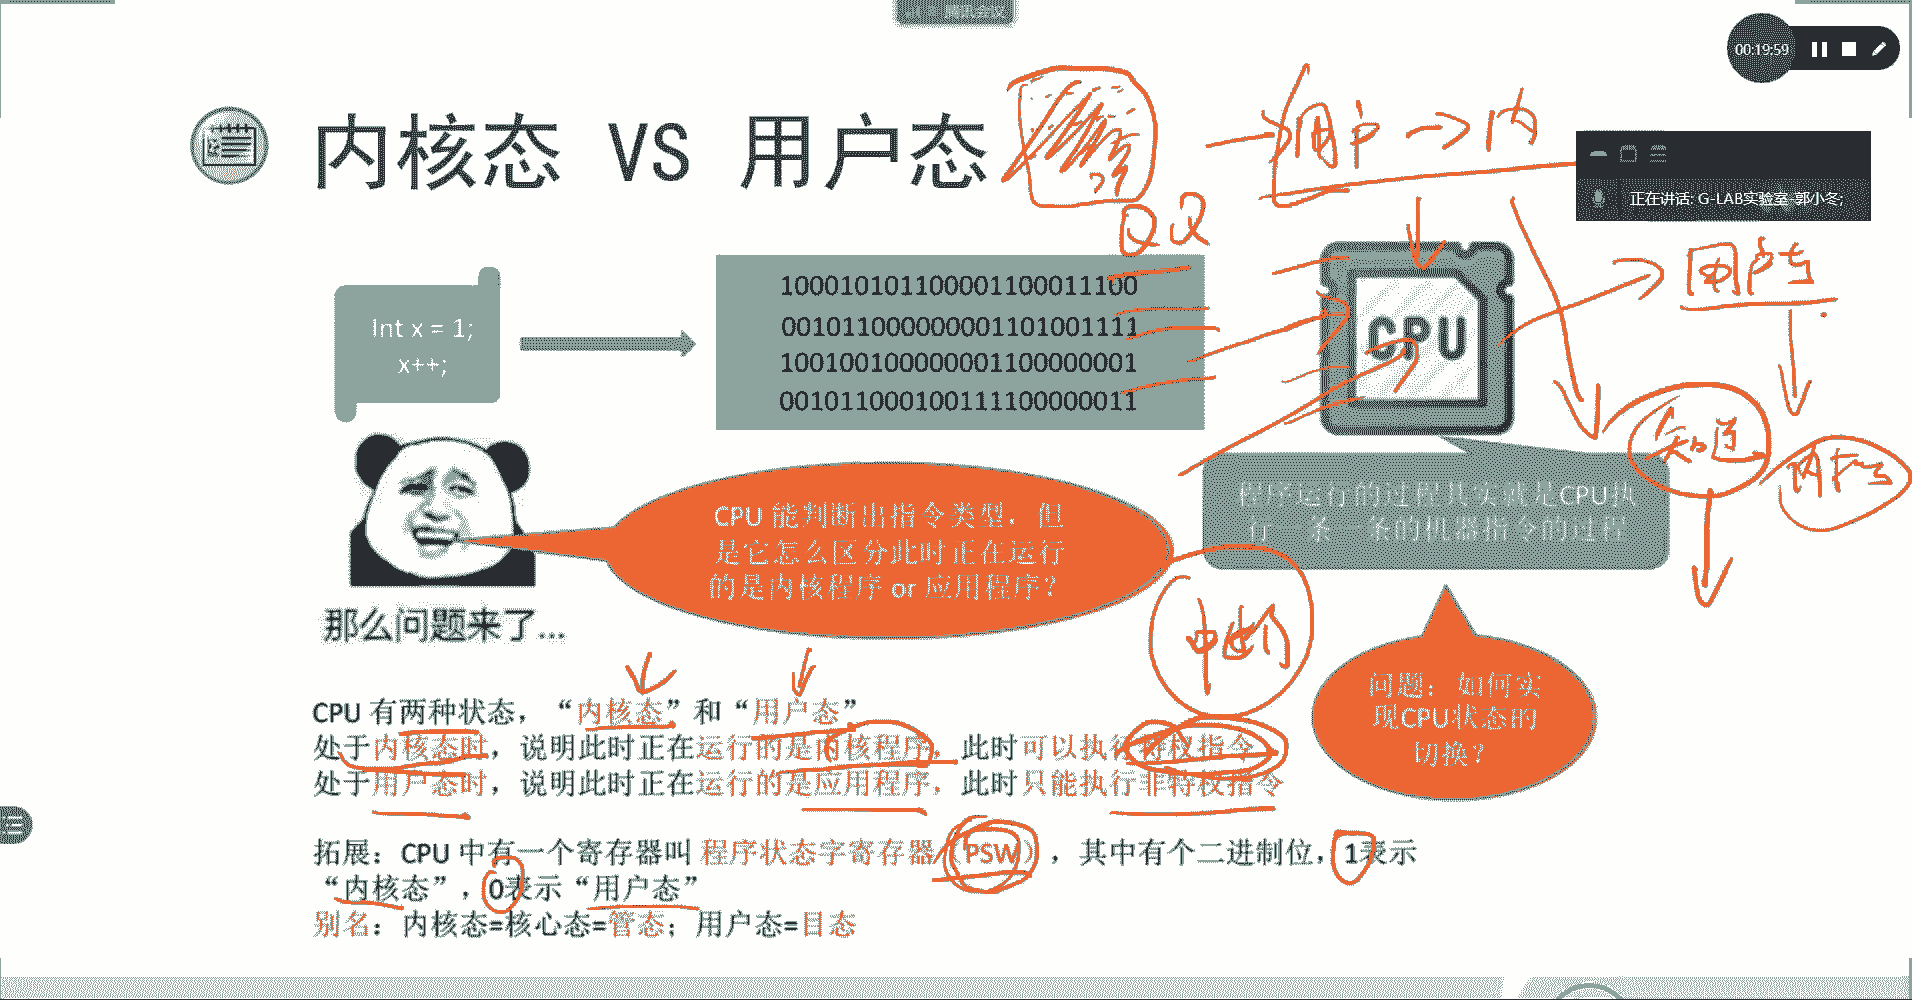 腾讯会议
00:19:59
内核态 VS 用户态
用户→内
正在讲话: G-LAB实验室-郭小冬;
QQ
用户态
Int x = 1;
x++;
100010101100001100011100
0010110000000011010011 11
1001001000000011000000001
001011000100111100000011
CPU
知道
内核态
CPU 能判断出指令类型，但
是它怎么区分此时正在运行
的是内核程序 or 应用程序？
程序运行的过程其实就是CPU执
行一条一条的机器指令的过程
那么问题来了...
问题：如何实
现CPU状态的
切换？
CPU 有两种状态，“内核态”和“用户态”
处于内核态时，说明此时正在运行的是内核程序，此时可以执行特权指令
处于用户态时，说明此时正在运行的是应用程序，此时只能执行非特权指令
拓展：CPU 中有一个寄存器叫 程序状态字寄存器（PSW），其中有个二进制位，1表示
“内核态”，0表示“用户态”
别名：内核态=核心态=管态；用户态=目态